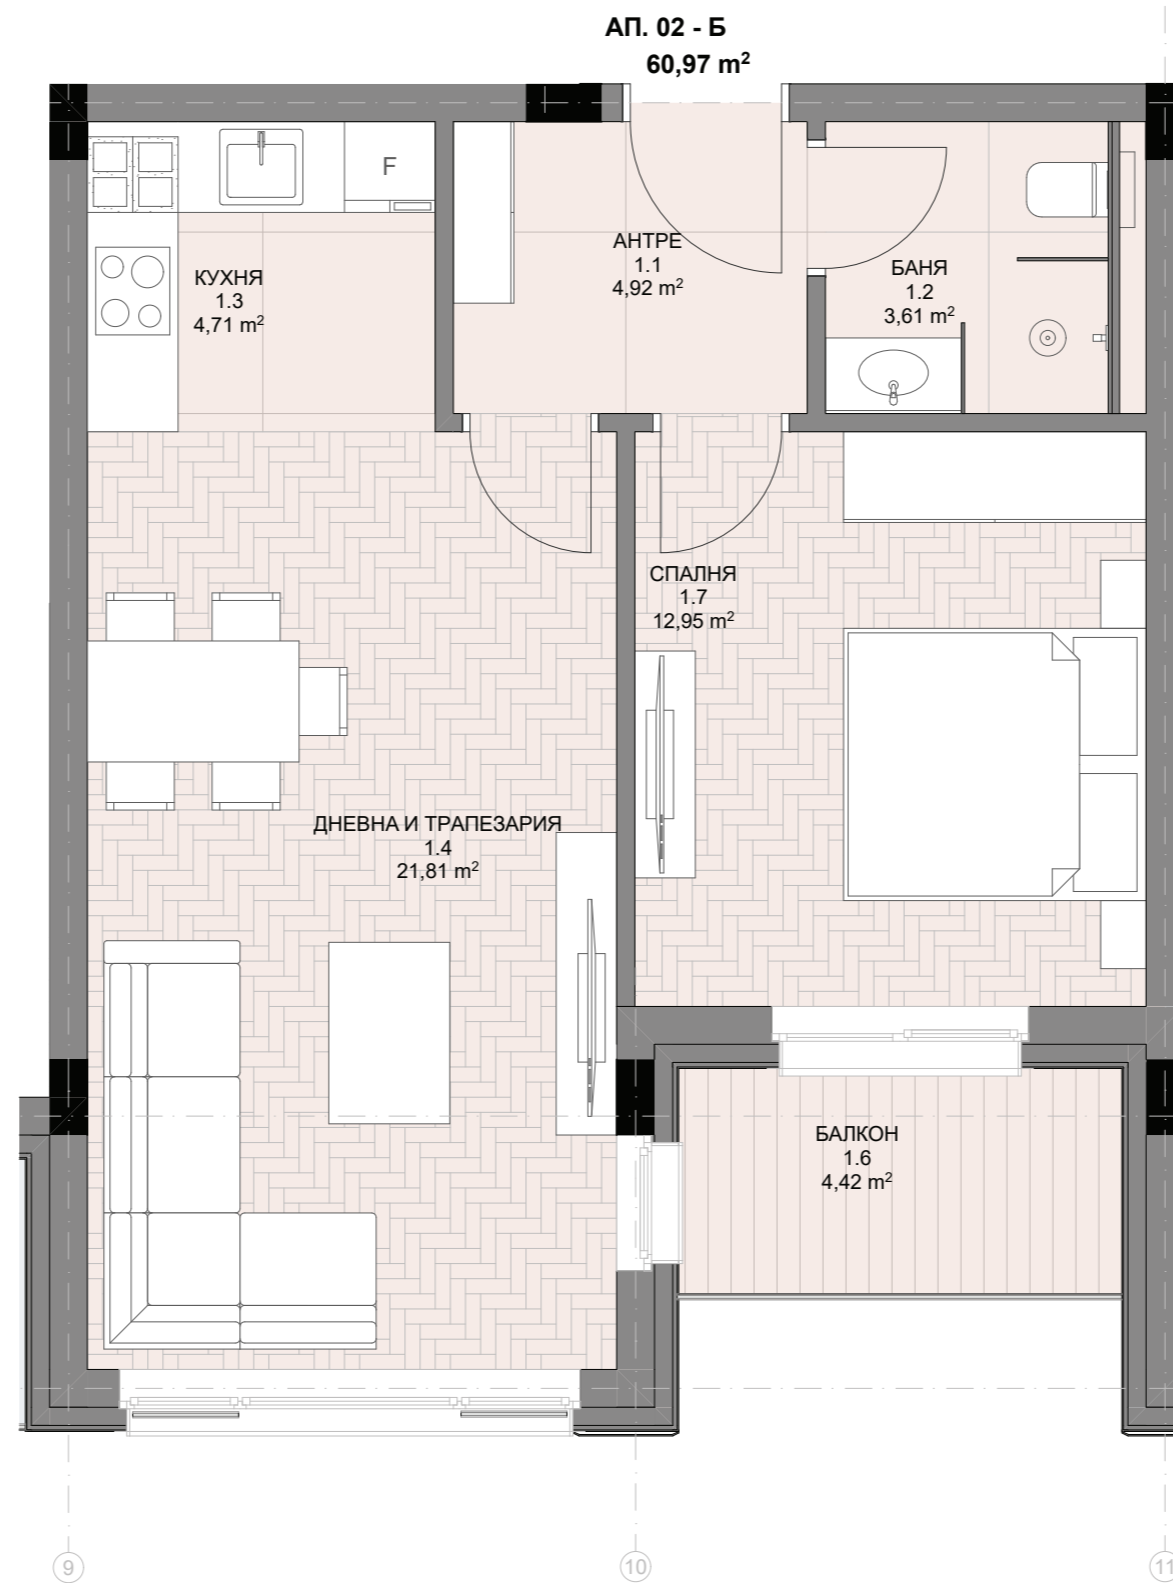 АП. 02 - Б
60,97 m²
F
КУХНЯ
1.3
4,71 m²
АНТРЕ
1.1
4,92 m²
БАНЯ
1.2
3,61 m²
СПАЛНЯ
1.7
12,95 m²
ДНЕВНА И ТРАПЕЗАРИЯ
1.4
21,81 m²
БАЛКОН
1.6
4,42 m²
9
10
11